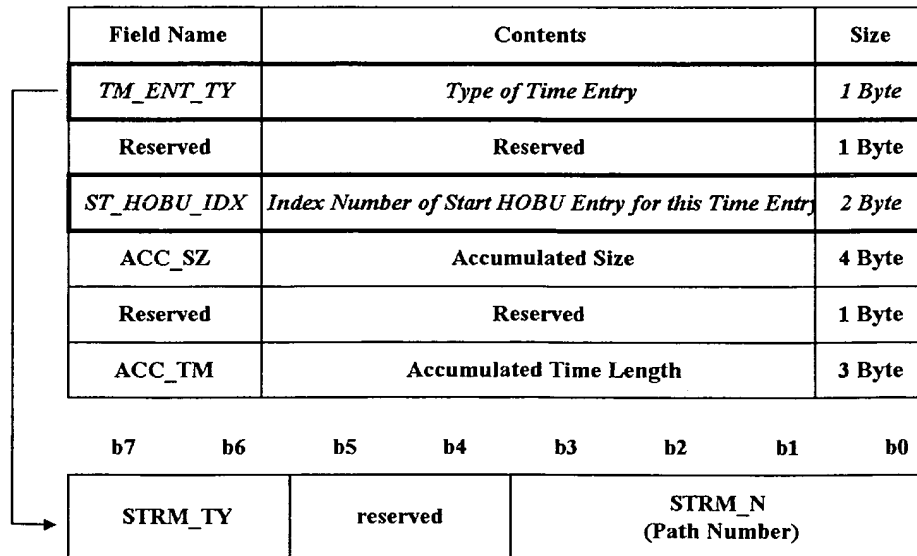 Field Name Contents Size
TM_ENT_TY Type of Time Entry 1 Byte
Reserved Reserved 1 Byte
ST_HOBU_IDX Index Number of Start HOBU Entry for this Time Entry 2 Byte
ACC_SZ Accumulated Size 4 Byte
Reserved Reserved 1 Byte
ACC_TM Accumulated Time Length 3 Byte
b7 b6 b5 b4 b3 b2 b1 b0
STRM_TY reserved STRM_N
(Path Number)